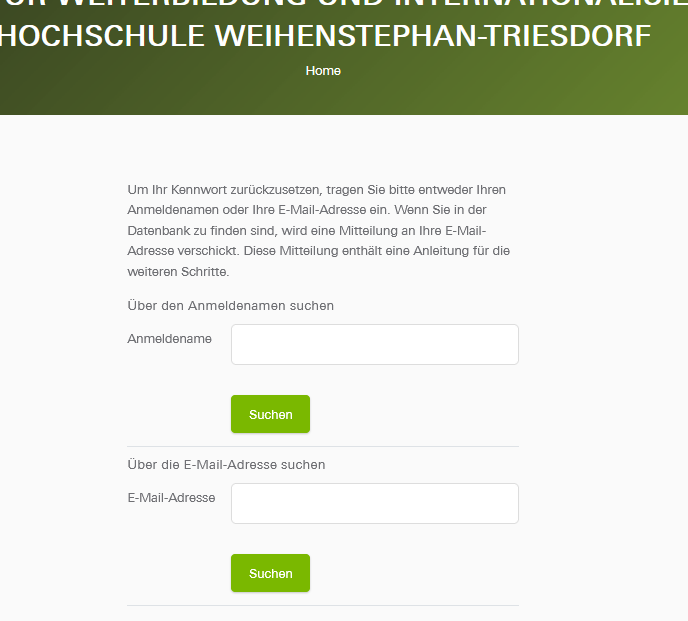 WEITERBILDUNG UND
HOCHSCHULE WEIHENSTEPHAN-TRIESDORF
Home
Um Ihr Kennwort zurückzusetzen, tragen Sie bitte entweder Ihren
Anmeldenamen oder Ihre E-Mail-Adresse ein. Wenn Sie in der
Datenbank zu finden sind, wird eine Mitteilung an Ihre E-Mail-
Adresse verschickt. Diese Mitteilung enthält eine Anleitung für die
weiteren Schritte.
Über den Anmeldenamen suchen
Anmeldename
Suchen
Über die E-Mail-Adresse suchen
E-Mail-Adresse
Suchen